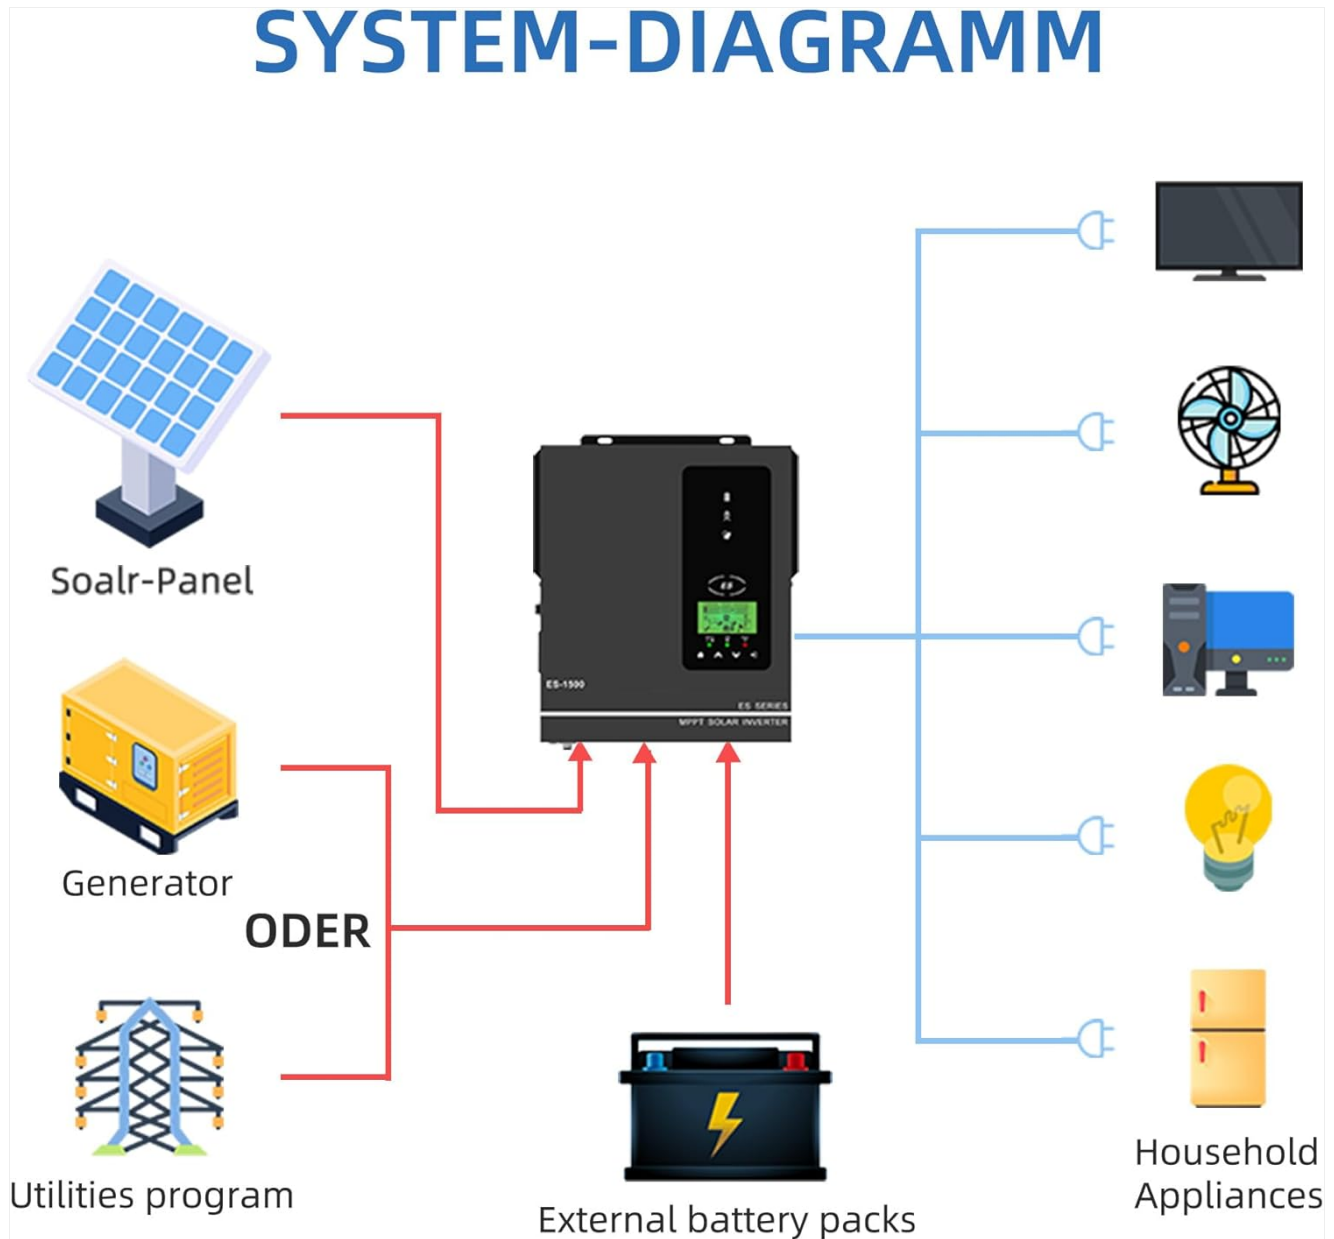 SYSTEM-DIAGRAMM
Soalr-Panel
ES
ES-1500
ES SERIES
MPPT SOLAR INVERTER
Generator
ODER
Utilities program
External battery packs
Household
Appliances